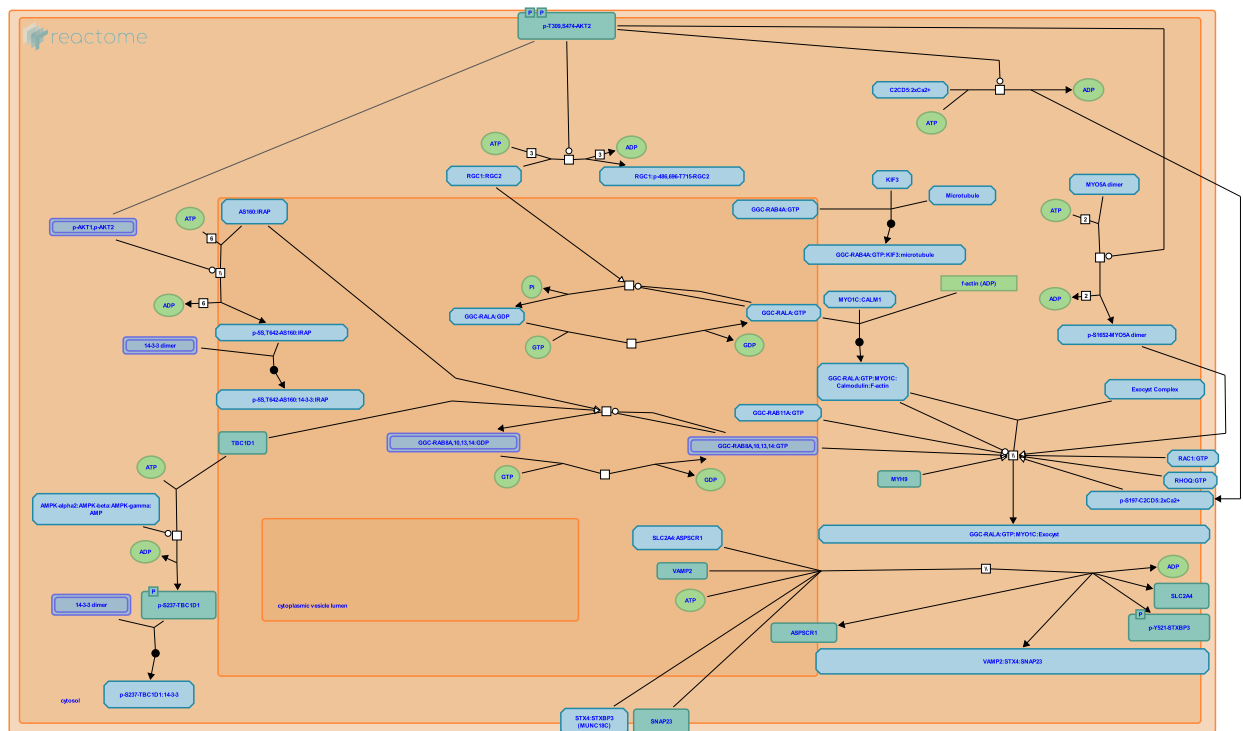 P P
p-T309,S474-AKT2
reactome
C2CD5:2xCa2+
ADP
ATP
ATP
3
3
ADP
RGC1:RGC2
RGC1:p-486,696-T715-RGC2
KIF3
MYO5A dimer
Microtubule
GGC-RAB4A:GTP
ATP
2
p-AKT1,p-AKT2
ATP
AS160:IRAP
6
GGC-RAB4A:GTP:KIF3:microtubule
Pi
f-actin (ADP)
MYO1C:CALM1
ADP
2
ADP
6
GGC-RALA:GDP
GGC-RALA:GTP
p-5S,T642-AS160:IRAP
p-S1652-MYO5A dimer
14-3-3 dimer
GTP
GDP
GGC-RALA:GTP:MYO1C:
Calmodulin:F-actin
Exocyst Complex
p-5S,T642-AS160:14-3-3:IRAP
GGC-RAB11A:GTP
TBC1D1
GGC-RAB8A,10,13,14:GDP
GGC-RAB8A,10,13,14:GTP
RAC1:GTP
ATP
GTP
GDP
MYH9
RHOQ:GTP
p-S197-C2CD5:2xCa2+
AMPK-alpha2:AMPK-beta:AMPK-gamma:
AMP
GGC-RALA:GTP:MYO1C:Exocyst
SLC2A4:ASPSCR1
ADP
VAMP2
ADP
ATP
SLC2A4
P
p-S237-TBC1D1
14-3-3 dimer
cytoplasmic vesicle lumen
P
p-Y521-STXBP3
ASPSCR1
VAMP2:STX4:SNAP23
p-S237-TBC1D1:14-3-3
cytosol
STX4:STXBP3
(MUNC18C)
SNAP23